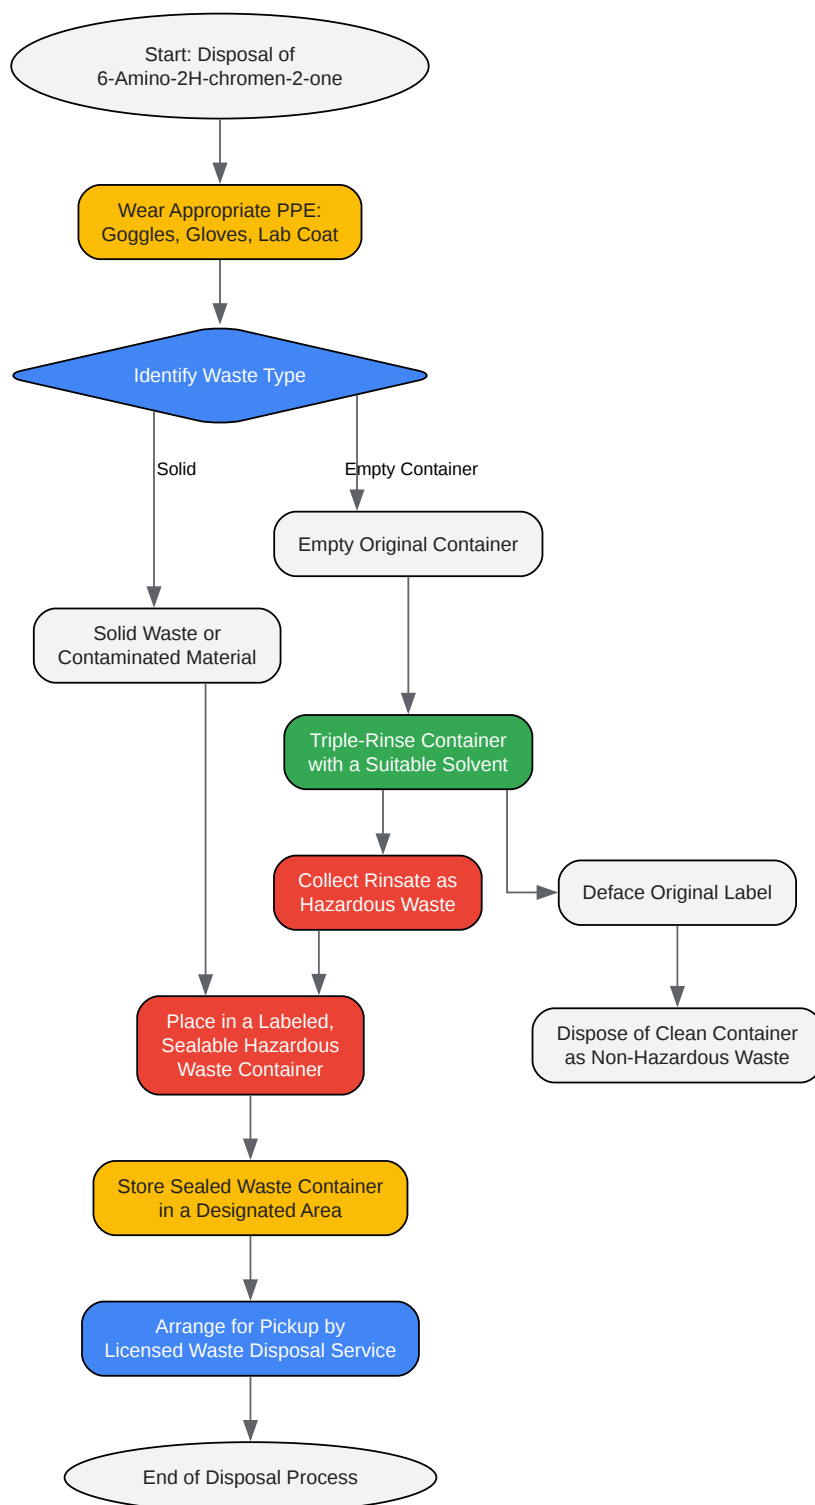 Start: Disposal of
6-Amino-2H-chromen-2-one
Wear Appropriate PPE:
Goggles, Gloves, Lab Coat
Identify Waste Type
Solid
Empty Container
Empty Original Container
Solid Waste or
Contaminated Material
Triple-Rinse Container
with a Suitable Solvent
Collect Rinsate as
Hazardous Waste
Deface Original Label
Place in a Labeled,
Sealable Hazardous
Waste Container
Dispose of Clean Container
as Non-Hazardous Waste
Store Sealed Waste Container
in a Designated Area
Arrange for Pickup by
Licensed Waste Disposal Service
End of Disposal Process